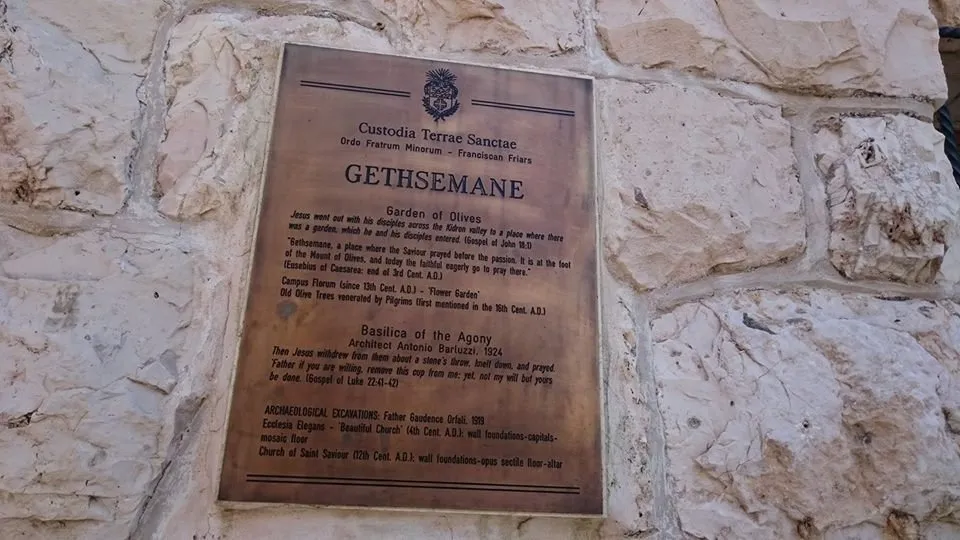 Custodia Terrae Sanctae
Ordo Fratrum Minorum - Franciscan Friars
GETHSEMANE
Garden of Olives
Jesus went out with his disciples across the Kidron valley to a place where there
was a garden, which he and his disciples entered. (Gospel of John 18:1)
"Gethsemane, a place where the Saviour prayed before the passion. It is at the foot
of the Mount of Olives, and today the faithful eagerly go to pray there."
(Eusebius of Caesarea: end of 3rd Cent. A.D.)
Campus Florum (since 13th Cent. A.D.) - 'Flower Garden'
Old Olive Trees venerated by Pilgrims (first mentioned in the 16th Cent. A.D.)
Basilica of the Agony
Architect Antonio Barluzzi, 1924
Then Jesus withdrew from them about a stone's throw, knelt down, and prayed
'Father if you are willing, remove this cup from me; yet, not my will but yours
be done. (Gospel of Luke 22:41-42)
ARCHAEOLOGICAL EXCAVATIONS: Father Gaudence Orfali, 1919
Ecclesia Elegans - 'Beautiful Church' (4th Cent. A.D.): wall foundations-capitals-
mosaic floor
Church of Saint Saviour (12th Cent. A.D.): wall foundations-opus sectile floor-altar